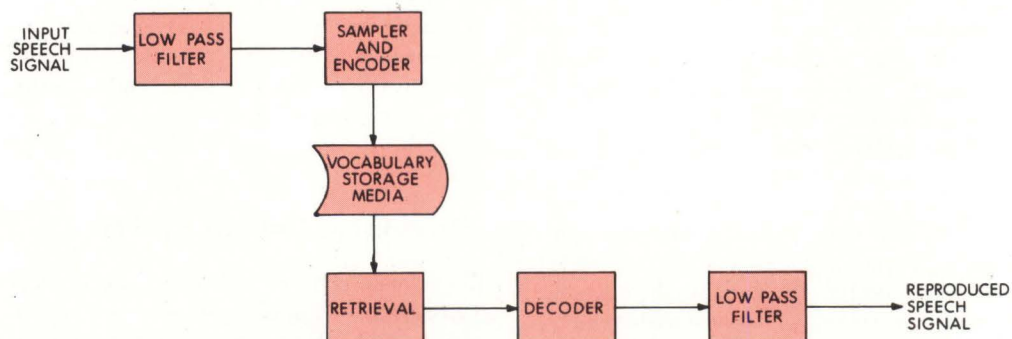 INPUT
SPEECH
SIGNAL
LOW PASS
FILTER
SAMPLER
AND
ENCODER
VOCABULARY
STORAGE
MEDIA
RETRIEVAL
DECODER
LOW PASS
FILTER
REPRODUCED
SPEECH
SIGNAL